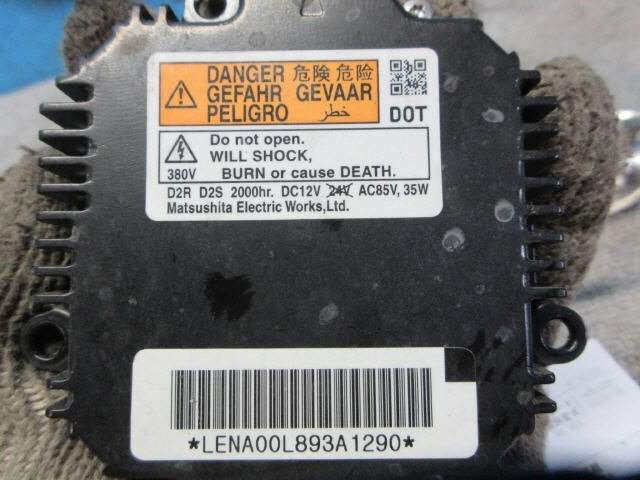 DANGER 危険 危险
GEFAHR GEVAAR
PELIGRO خطر
DOT
Do not open.
WILL SHOCK,
380V BURN or cause DEATH.
D2R D2S 2000hr. DC12V 24V AC85V, 35W
Matsushita Electric Works,Ltd.
*LENA00L893A1290*